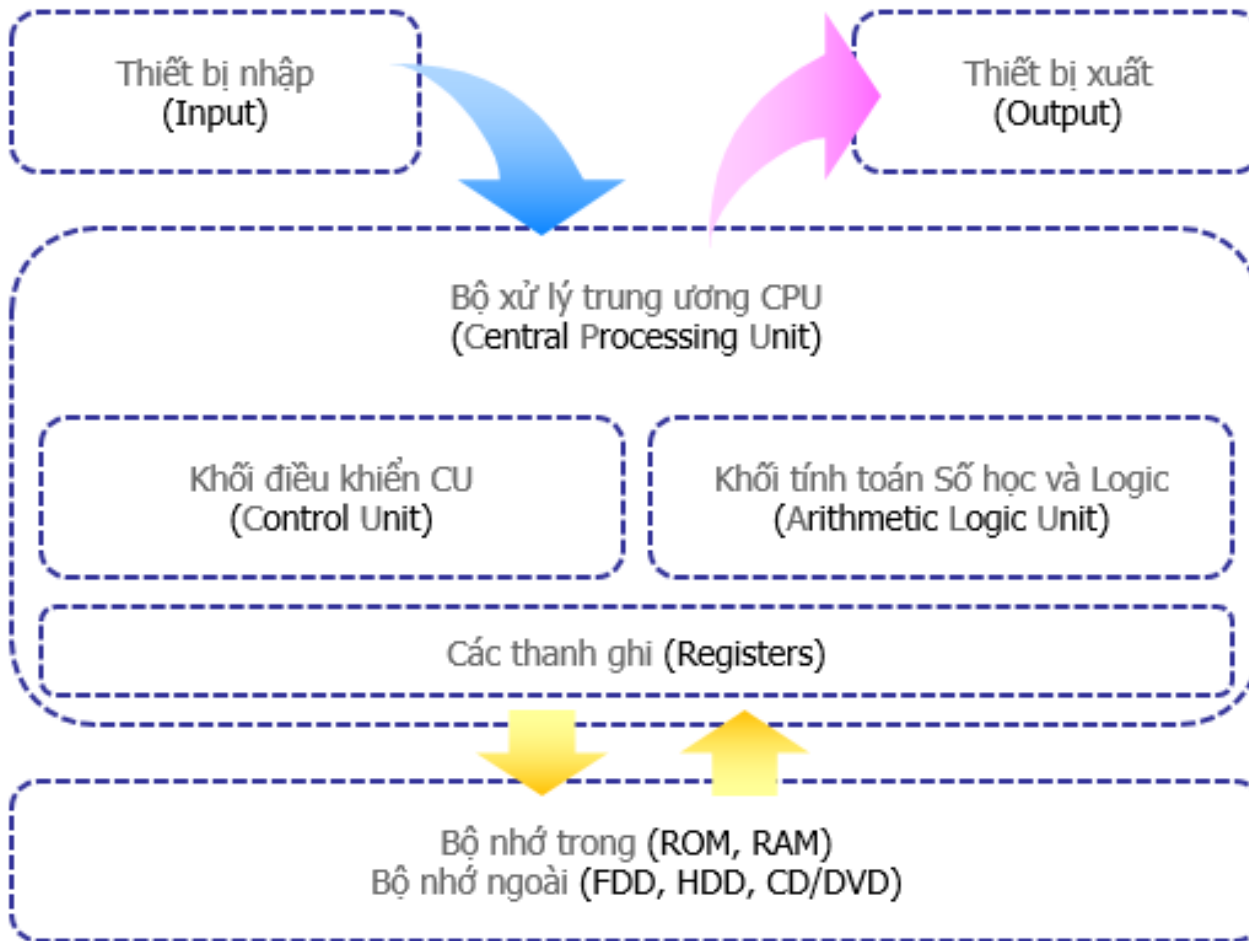 Thiết bị nhập
(Input)
Thiết bị xuất
(Output)
Bộ xử lý trung ương CPU
(Central Processing Unit)
Khối điều khiển CU
(Control Unit)
Khối tính toán Số học và Logic
(Arithmetic Logic Unit)
Các thanh ghi (Registers)
Bộ nhớ trong (ROM, RAM)
Bộ nhớ ngoài (FDD, HDD, CD/DVD)